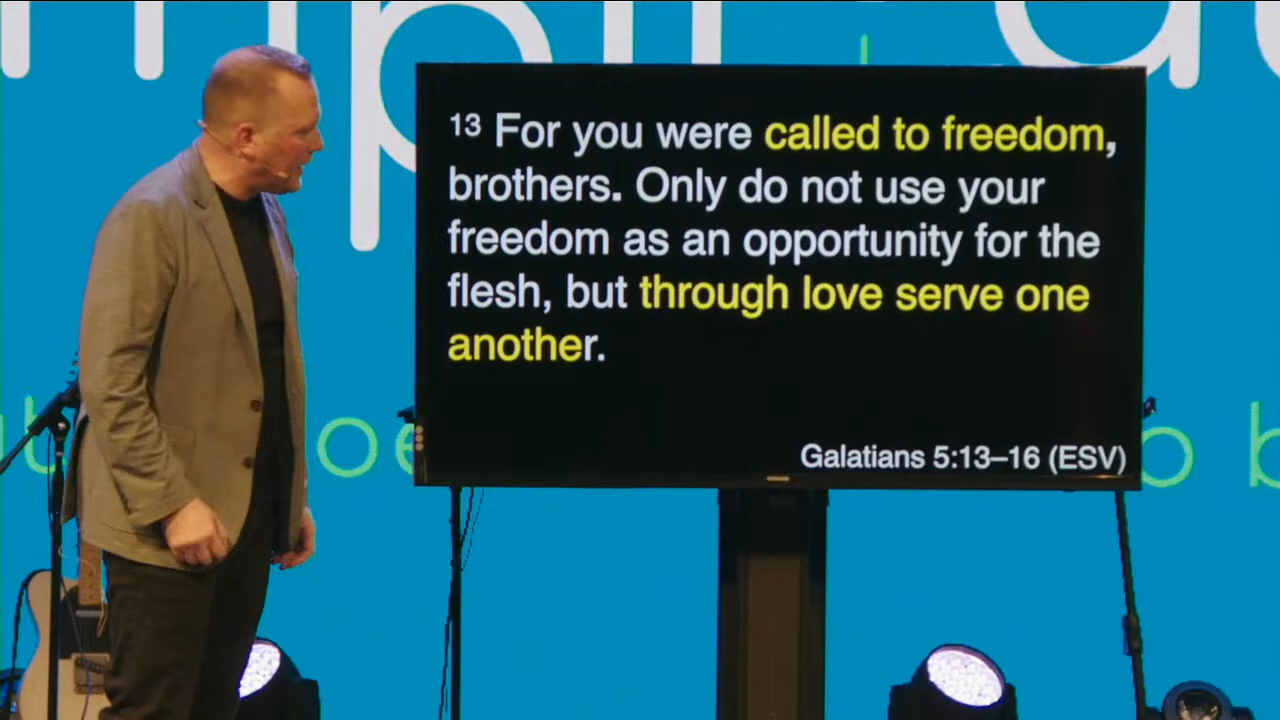 13 For you were called to freedom,
brothers. Only do not use your
freedom as an opportunity for the
flesh, but through love serve one
another.
Galatians 5:13–16 (ESV)